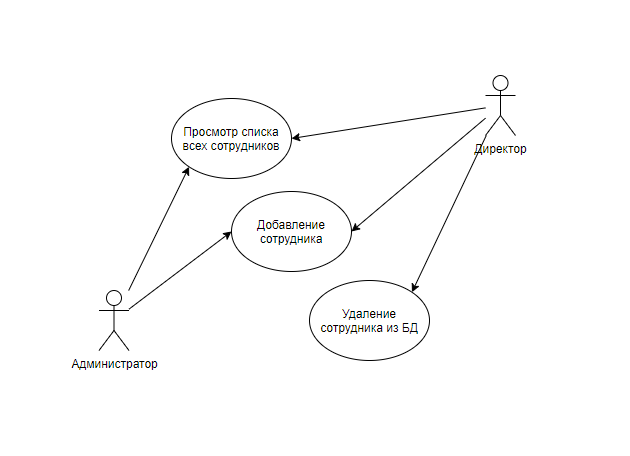 Просмотр списка
всех сотрудников
Директор
Добавление
сотрудника
Удаление
сотрудника из БД
Администратор